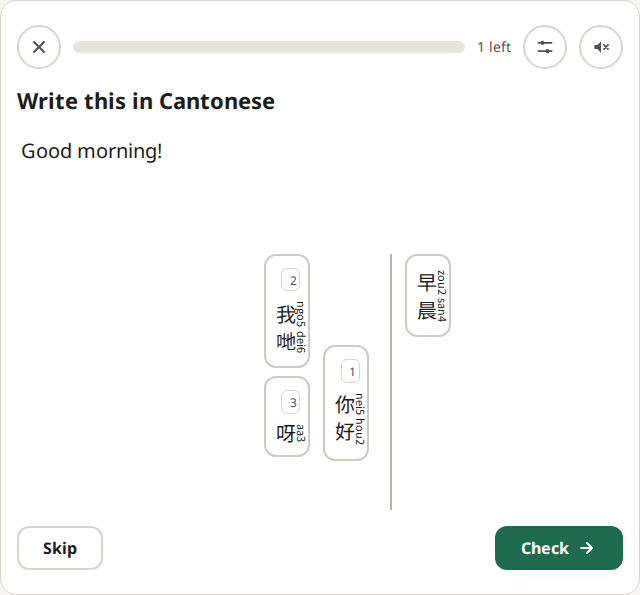 1 left
Write this in Cantonese
Good morning!
早晨
zou2 san4
1
你好
nei5 hou2
2
我哋
ngo5 dei6
3
呀
aa3
Skip
Check